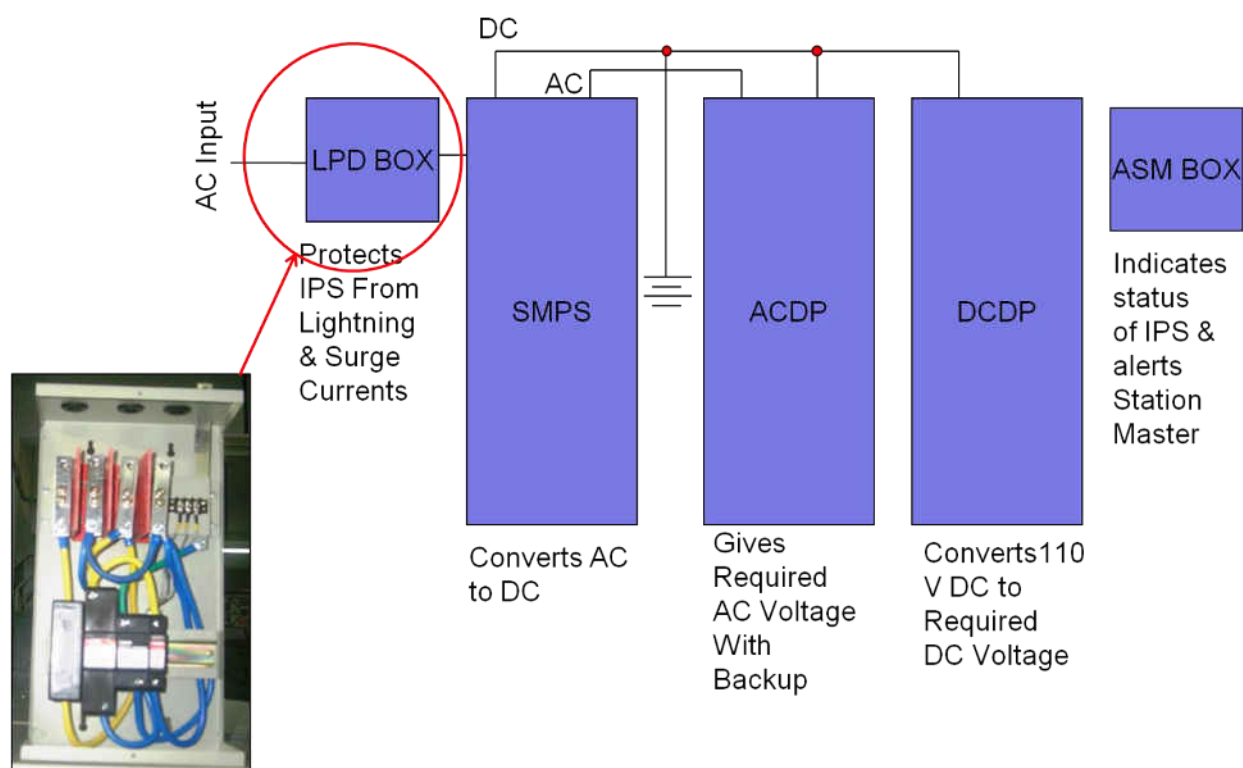 DC
AC
AC Input
LPD BOX
SMPS
ACDP
DCDP
ASM BOX
Protects
IPS From
Lightning
& Surge
Currents
Converts AC
to DC
Gives
Required
AC Voltage
With
Backup
Converts110
V DC to
Required
DC Voltage
Indicates
status
of IPS &
alerts
Station
Master